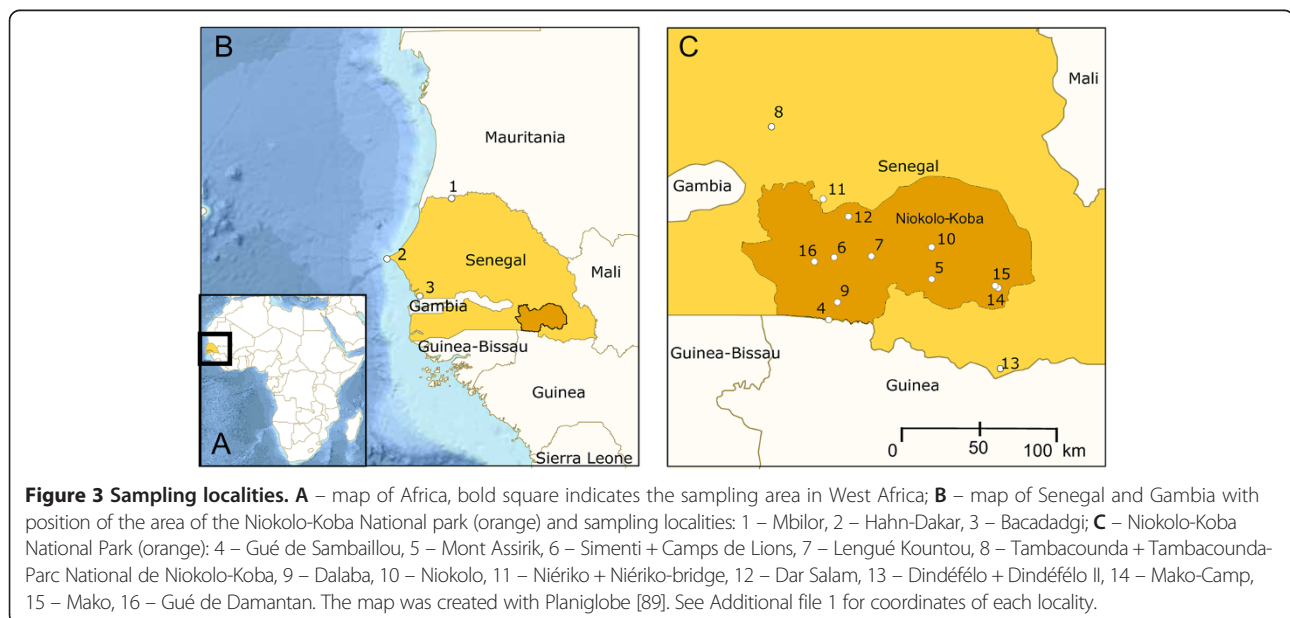 B
Mauritania
1
2
Senegal
Mali
3
Gambia
Guinea-Bissau
Guinea
Sierra Leone
A
C
Mali
8
Senegal
Gambia
11
12
Niokolo-Koba
10
16 6 7
5
15
14
9
4
Guinea-Bissau
13
Guinea
0 50 100 km
Figure 3 Sampling localities. A – map of Africa, bold square indicates the sampling area in West Africa; B – map of Senegal and Gambia with
position of the area of the Niokolo-Koba National park (orange) and sampling localities: 1 – Mbilor, 2 – Hahn-Dakar, 3 – Bacadadgi; C – Niokolo-Koba
National Park (orange): 4 – Gué de Sambaillou, 5 – Mont Assirik, 6 – Simenti + Camps de Lions, 7 – Lengué Kountou, 8 – Tambacounda + Tambacounda-
Parc National de Niokolo-Koba, 9 – Dalaba, 10 – Niokolo, 11 – Niériko + Niériko-bridge, 12 – Dar Salam, 13 – Dindéfélo + Dindéfélo II, 14 – Mako-Camp,
15 – Mako, 16 – Gué de Damantan. The map was created with Planiglobe [89]. See Additional file 1 for coordinates of each locality.